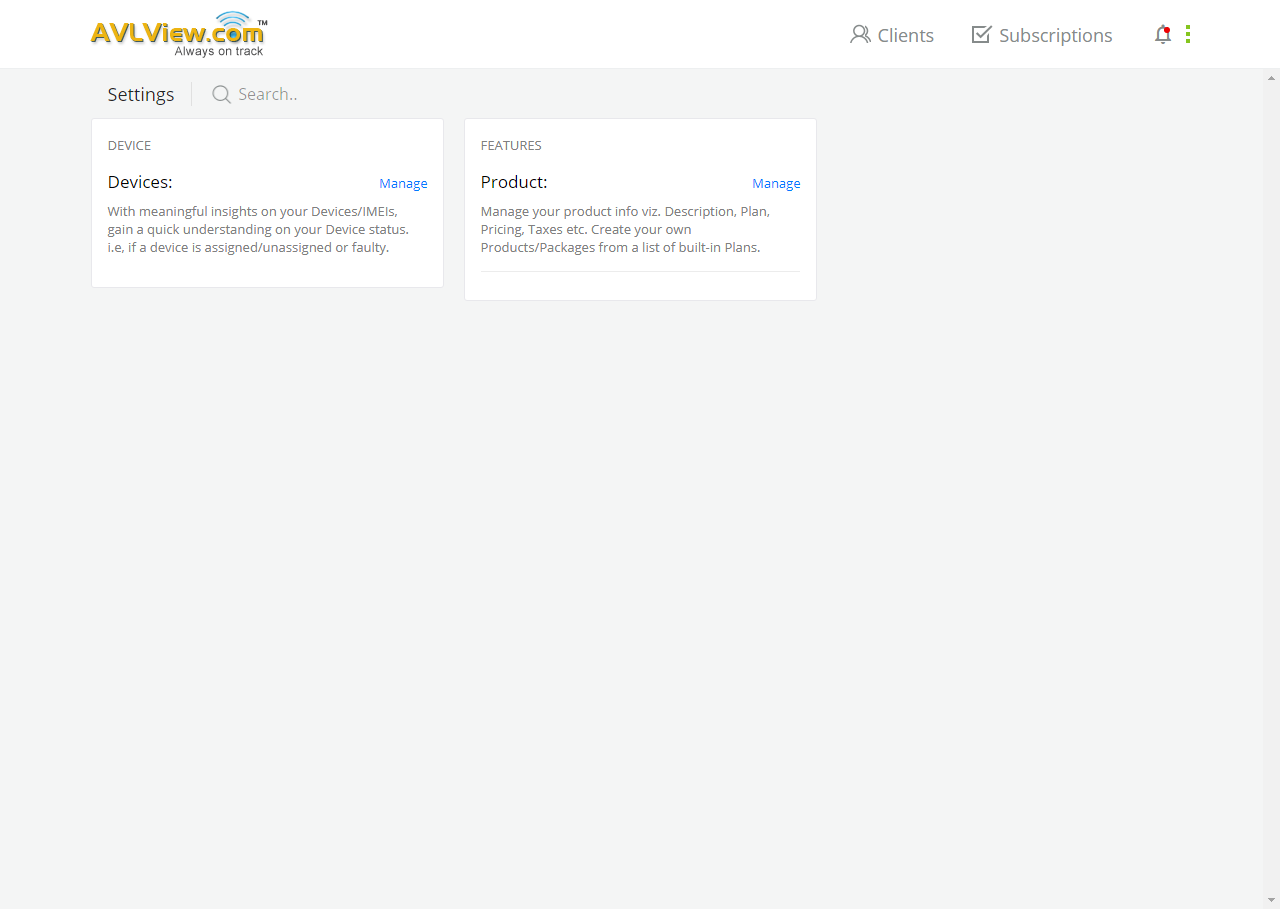 AVLView.com™
Always on track
Clients
Subscriptions
Settings
Search..
DEVICE
Devices:
Manage
With meaningful insights on your Devices/IMEIs,
gain a quick understanding on your Device status.
i.e, if a device is assigned/unassigned or faulty.
FEATURES
Product:
Manage
Manage your product info viz. Description, Plan,
Pricing, Taxes etc. Create your own
Products/Packages from a list of built-in Plans.